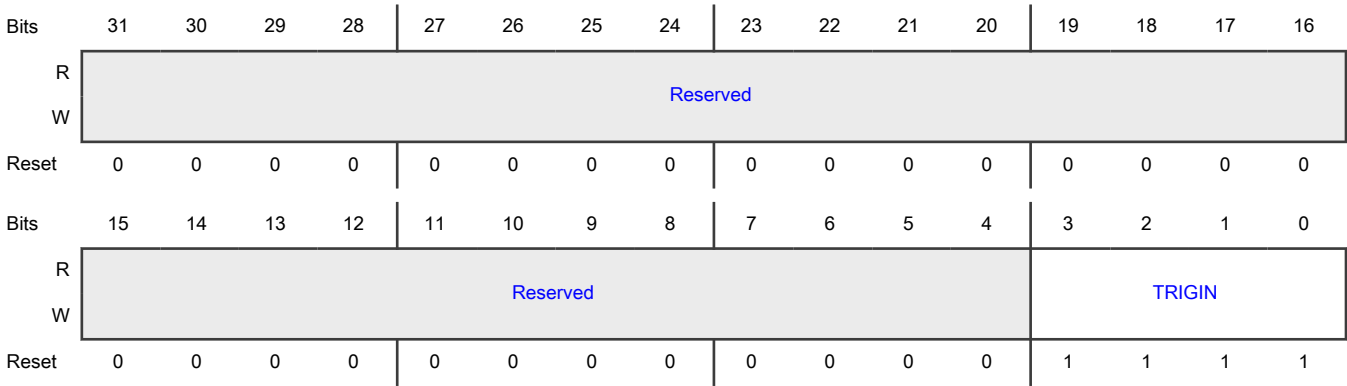 Bits 31 30 29 28 27 26 25 24 23 22 21 20 19 18 17 16
R
Reserved
W
Reset 0 0 0 0 0 0 0 0 0 0 0 0 0 0 0 0
Bits 15 14 13 12 11 10 9 8 7 6 5 4 3 2 1 0
R
Reserved TRIGIN
W
Reset 0 0 0 0 0 0 0 0 0 0 0 0 1 1 1 1